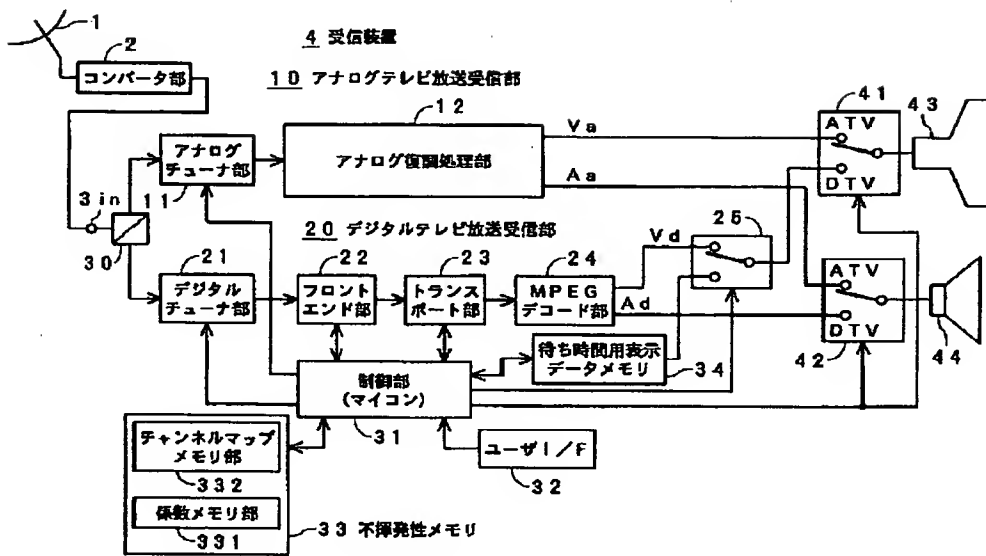 1
2
コンバータ部
4 受信装置
10 アナログテレビ放送受信部
アナログ
チューナ部
11
12
アナログ復調処理部
Va
Aa
41
ATV
DTV
43
3in
30
20 デジタルテレビ放送受信部
21
デジタル
チューナ部
22
フロント
エンド部
23
トランス
ポート部
24
MPEG
デコード部
Vd
Ad
25
ATV
DTV
42
44
待ち時間用表示
データメモリ
34
制御部
(マイコン)
31
チャンネルマップ
メモリ部
332
係数メモリ部
331
33 不揮発性メモリ
ユーザI/F
32